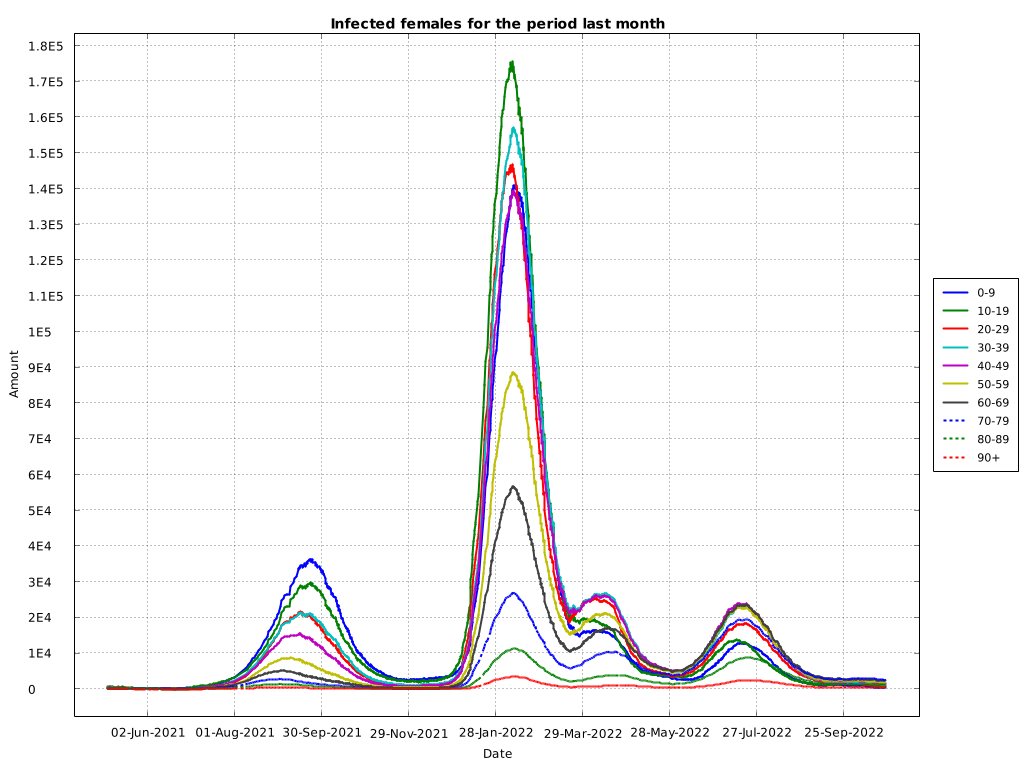 Infected females for the period last month
1.8E5
1.7E5
1.6E5
1.5E5
1.4E5
1.3E5
1.2E5
1.1E5
1E5
9E4
8E4
7E4
6E4
5E4
4E4
3E4
2E4
1E4
0
Amount
02-Jun-2021 01-Aug-2021 30-Sep-2021 29-Nov-2021 28-Jan-2022 29-Mar-2022 28-May-2022 27-Jul-2022 25-Sep-2022
Date
0-9
10-19
20-29
30-39
40-49
50-59
60-69
70-79
80-89
90+